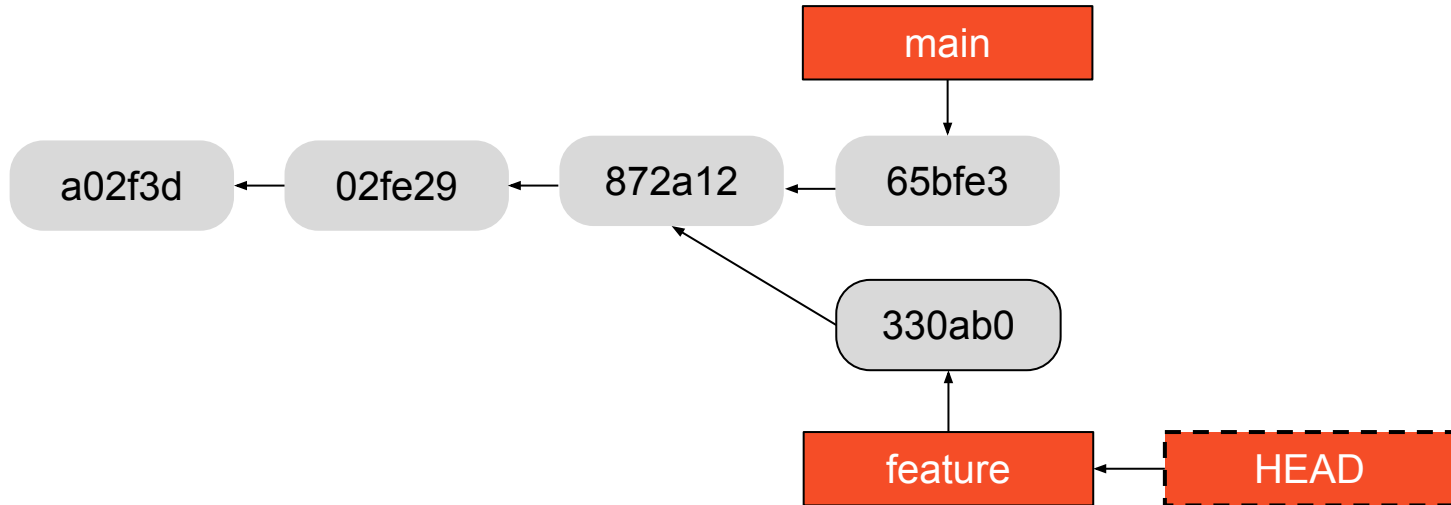 main
a02f3d
02fe29
872a12
65bfe3
330ab0
feature
HEAD